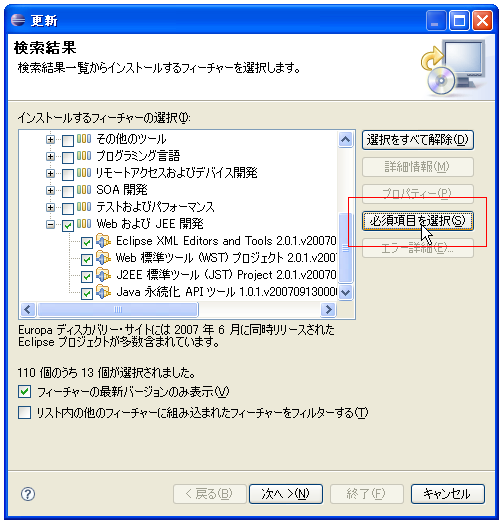 更新
検索結果
検索結果一覧からインストールするフィーチャーを選択します。
インストールするフィーチャーの選択(I):
その他のツール
プログラミング言語
リモートアクセスおよびデバイス開発
SOA 開発
テストおよびパフォーマンス
Web および JEE 開発
Eclipse XML Editors and Tools 2.0.1.v20070
Web 標準ツール (WST) プロジェクト 2.0.1.v20
J2EE 標準ツール (JST) Project 2.0.1.v20070
Java 永続化 API ツール 1.0.1.v200709130000
選択をすべて解除(D)
詳細情報(M)
プロパティー(P)
必須項目を選択(S)
エラー詳細(E)...
Europa ディスカバリー・サイトには 2007 年 6 月に同時リリースされた
Eclipse プロジェクトが多数含まれています。
110 個のうち 13 個が選択されました。
フィーチャーの最新バージョンのみ表示(V)
リスト内の他のフィーチャーに組み込まれたフィーチャーをフィルターする(T)
?
< 戻る(B)
次へ >(N)
終了(F)
キャンセル